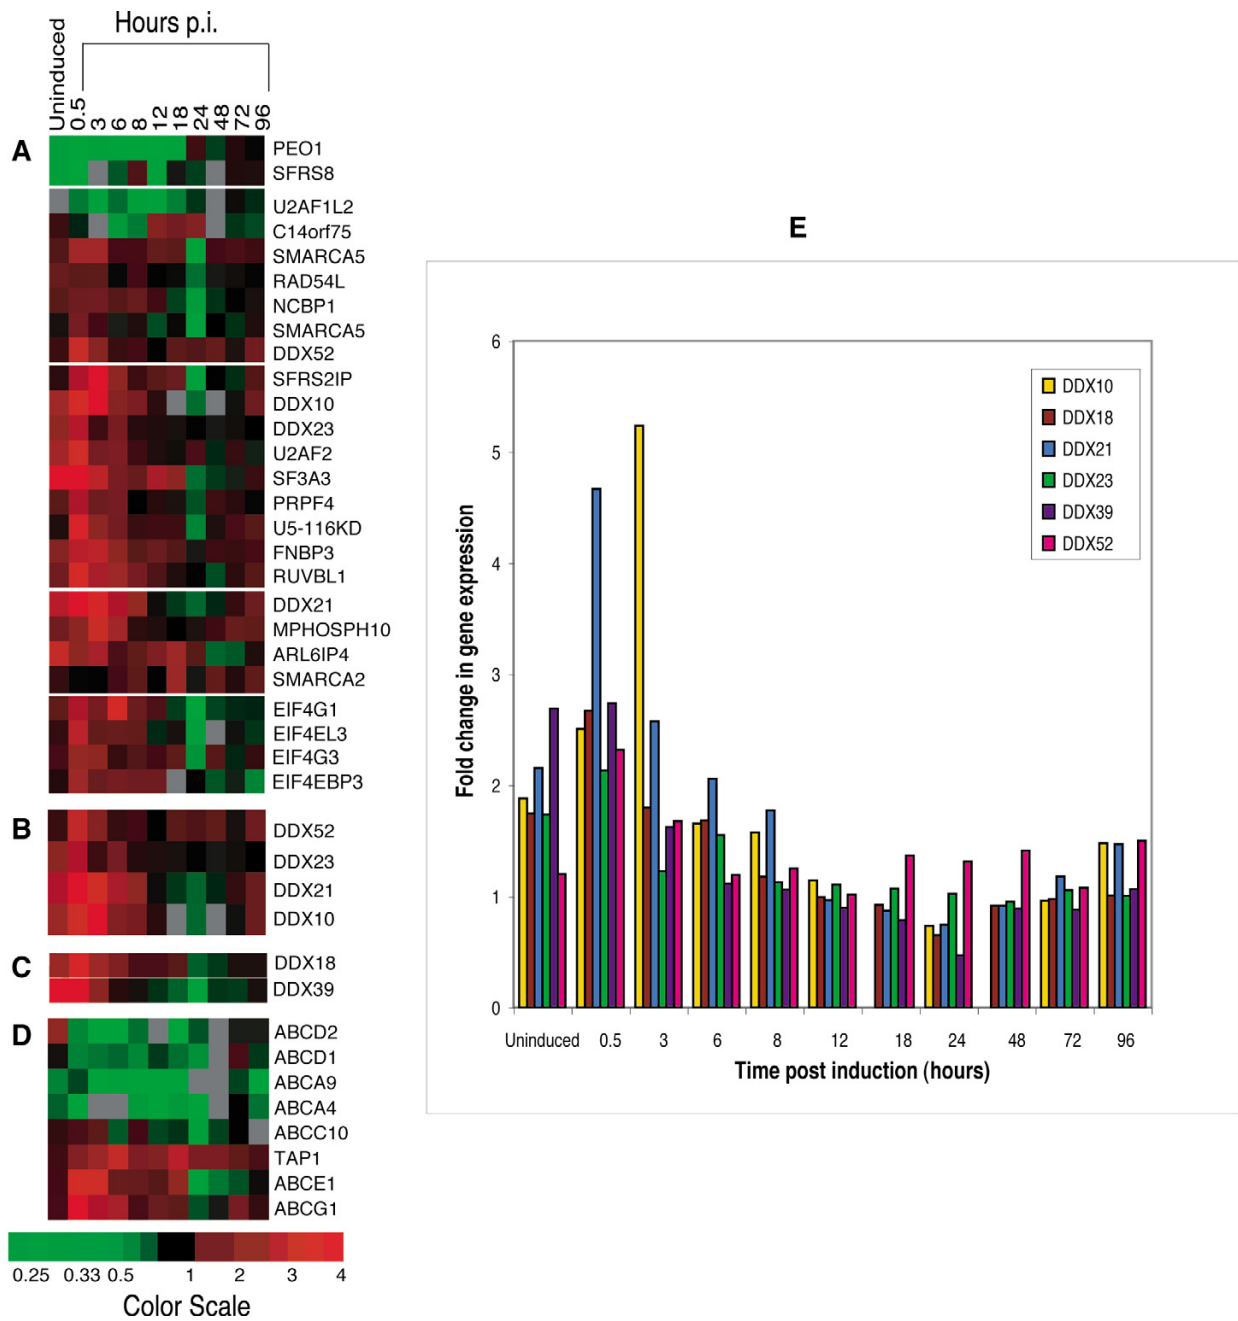 Hours p.i.
Uninduced
0.5
3
6
8
12
18
24
48
72
96
A
PEO1
SFRS8
U2AF1L2
C14orf75
SMARCA5
RAD54L
NCBP1
SMARCA5
DDX52
SFRS2IP
DDX10
DDX23
U2AF2
SF3A3
PRPF4
U5-116KD
FNBP3
RUVBL1
DDX21
MPHOSPH10
ARL6IP4
SMARCA2
EIF4G1
EIF4EL3
EIF4G3
EIF4EBP3
B
DDX52
DDX23
DDX21
DDX10
C
DDX18
DDX39
D
ABCD2
ABCD1
ABCA9
ABCA4
ABCC10
TAP1
ABCE1
ABCG1
0.25 0.33 0.5 1 2 3 4
Color Scale
E
Fold change in gene expression
6
5
4
3
2
1
0
DDX10
DDX18
DDX21
DDX23
DDX39
DDX52
Uninduced 0.5 3 6 8 12 18 24 48 72 96
Time post induction (hours)